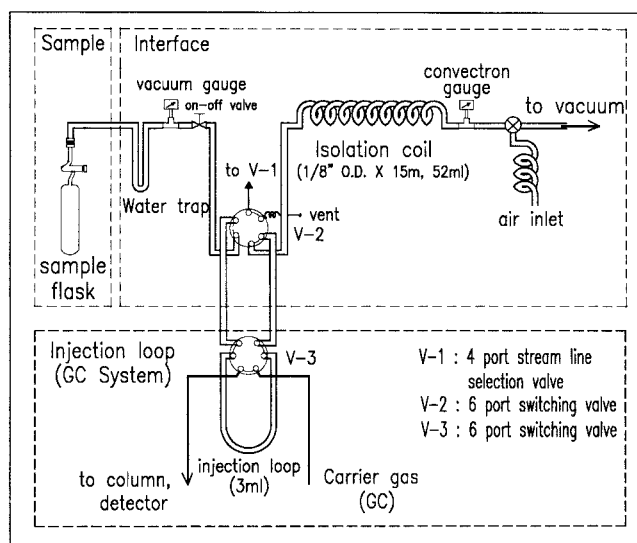 Sample
Interface
vacuum gauge
on-off valve
convectron
gauge
to vacuum
Isolation coil
(1/8" O.D. X 15m, 52ml)
to V-1
Water trap
vent
V-2
air inlet
sample
flask
Injection loop
(GC System)
V-3
V-1 : 4 port stream line
selection valve
V-2 : 6 port switching valve
V-3 : 6 port switching valve
injection loop
(3ml)
to column,
detector
Carrier gas
(GC)